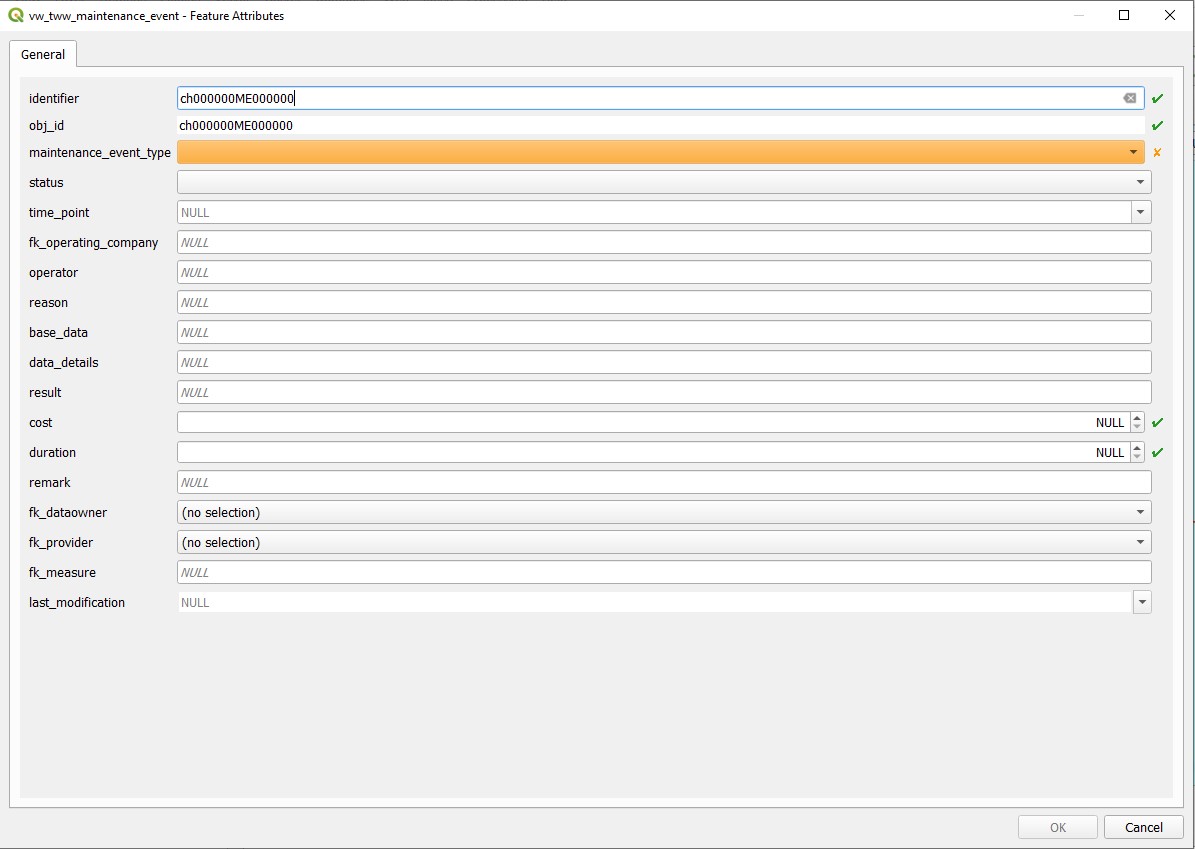 vw_tww_maintenance_event - Feature Attributes
General
identifier ch000000ME000000
obj_id ch000000ME000000
maintenance_event_type
status
time_point NULL
fk_operating_company NULL
operator NULL
reason NULL
base_data NULL
data_details NULL
result NULL
cost NULL
duration NULL
remark NULL
fk_dataowner (no selection)
fk_provider (no selection)
fk_measure NULL
last_modification NULL
OK Cancel